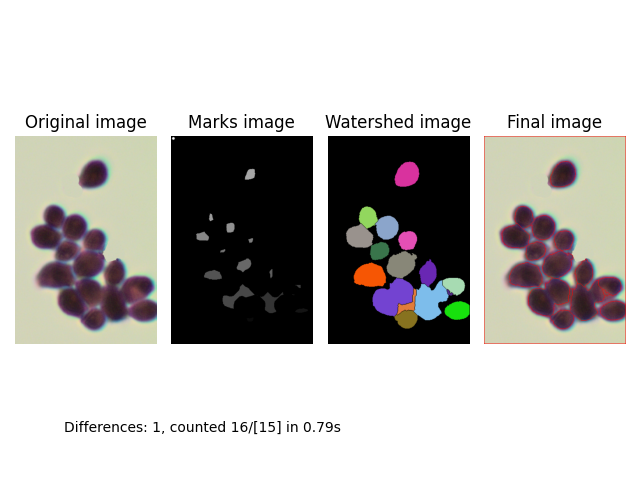 Original image
Marks image
Watershed image
Final image
Differences: 1, counted 16/[15] in 0.79s